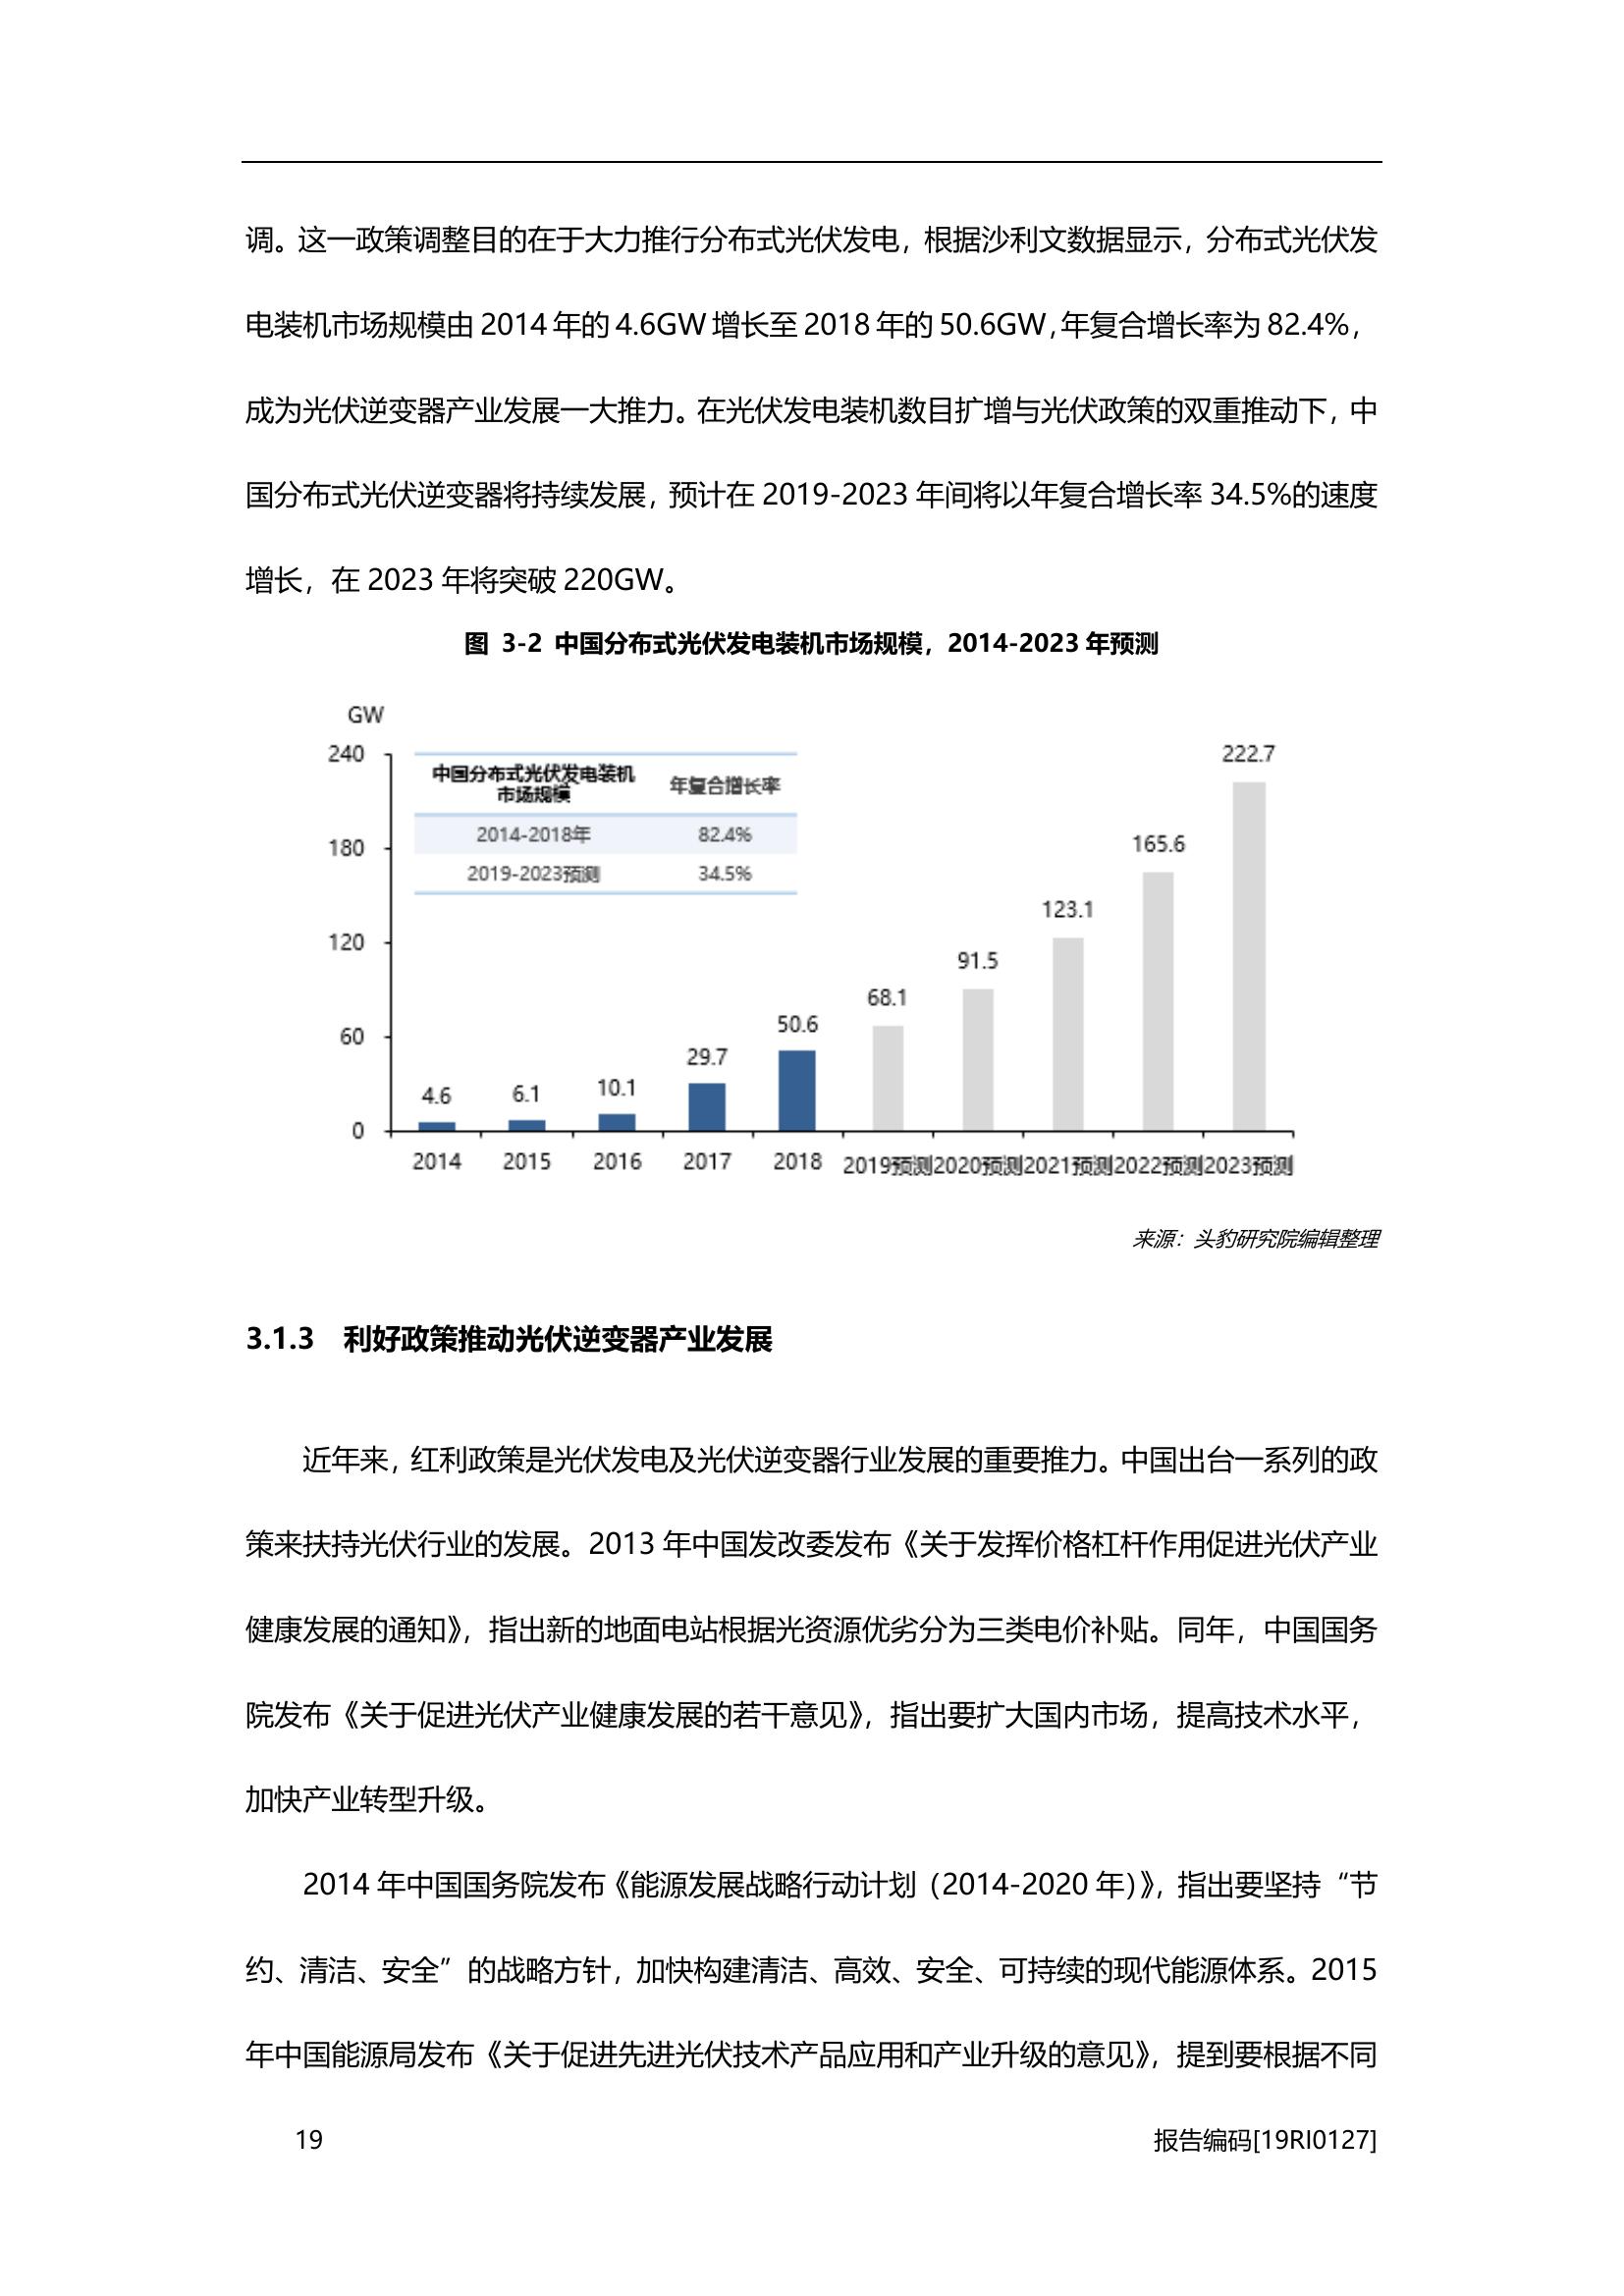 调。这一政策调整目的在于大力推行分布式光伏发电，根据沙利文数据显示，分布式光伏发
电装机市场规模由 2014 年的 4.6GW 增长至 2018 年的 50.6GW，年复合增长率为 82.4%，
成为光伏逆变器产业发展一大推力。在光伏发电装机数目扩增与光伏政策的双重推动下，中
国分布式光伏逆变器将持续发展，预计在 2019-2023 年间将以年复合增长率 34.5%的速度
增长，在 2023 年将突破 220GW。
图 3-2 中国分布式光伏发电装机市场规模，2014-2023 年预测
GW
240
180
120
60
0
中国分布式光伏发电装机
市场规模
年复合增长率
2014-2018年 82.4%
2019-2023预测 34.5%
4.6
6.1
10.1
29.7
50.6
68.1
91.5
123.1
165.6
222.7
2014 2015 2016 2017 2018 2019预测 2020预测 2021预测 2022预测 2023预测
来源：头豹研究院编辑整理
3.1.3 利好政策推动光伏逆变器产业发展
近年来，红利政策是光伏发电及光伏逆变器行业发展的重要推力。中国出台一系列的政
策来扶持光伏行业的发展。2013 年中国发改委发布《关于发挥价格杠杆作用促进光伏产业
健康发展的通知》，指出新的地面电站根据光资源优劣分为三类电价补贴。同年，中国国务
院发布《关于促进光伏产业健康发展的若干意见》，指出要扩大国内市场，提高技术水平，
加快产业转型升级。
2014 年中国国务院发布《能源发展战略行动计划（2014-2020 年）》，指出要坚持“节
约、清洁、安全”的战略方针，加快构建清洁、高效、安全、可持续的现代能源体系。2015
年中国能源局发布《关于促进先进光伏技术产品应用和产业升级的意见》，提到要根据不同
19
报告编码[19RI0127]